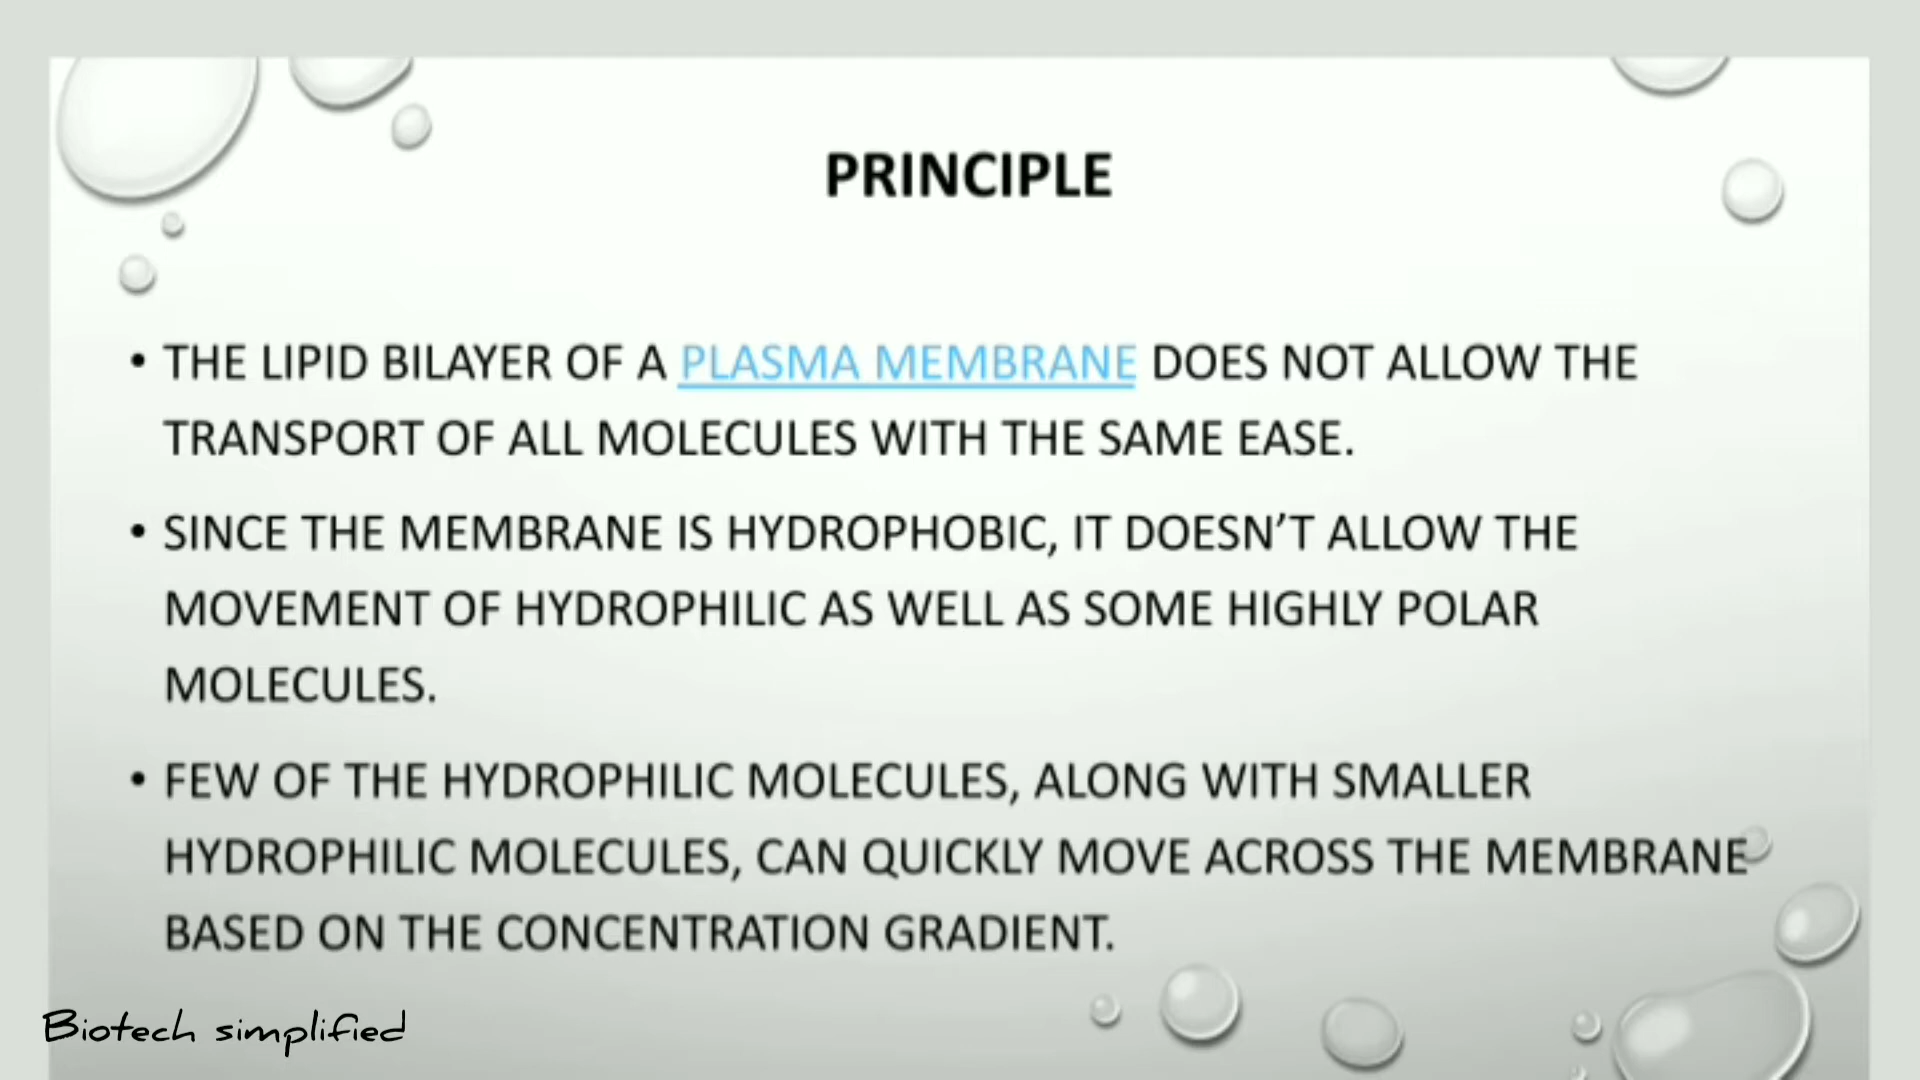 PRINCIPLE
• THE LIPID BILAYER OF A PLASMA MEMBRANE DOES NOT ALLOW THE
TRANSPORT OF ALL MOLECULES WITH THE SAME EASE.
• SINCE THE MEMBRANE IS HYDROPHOBIC, IT DOESN’T ALLOW THE
MOVEMENT OF HYDROPHILIC AS WELL AS SOME HIGHLY POLAR
MOLECULES.
• FEW OF THE HYDROPHILIC MOLECULES, ALONG WITH SMALLER
HYDROPHILIC MOLECULES, CAN QUICKLY MOVE ACROSS THE MEMBRANE
BASED ON THE CONCENTRATION GRADIENT.
Biotech simplified